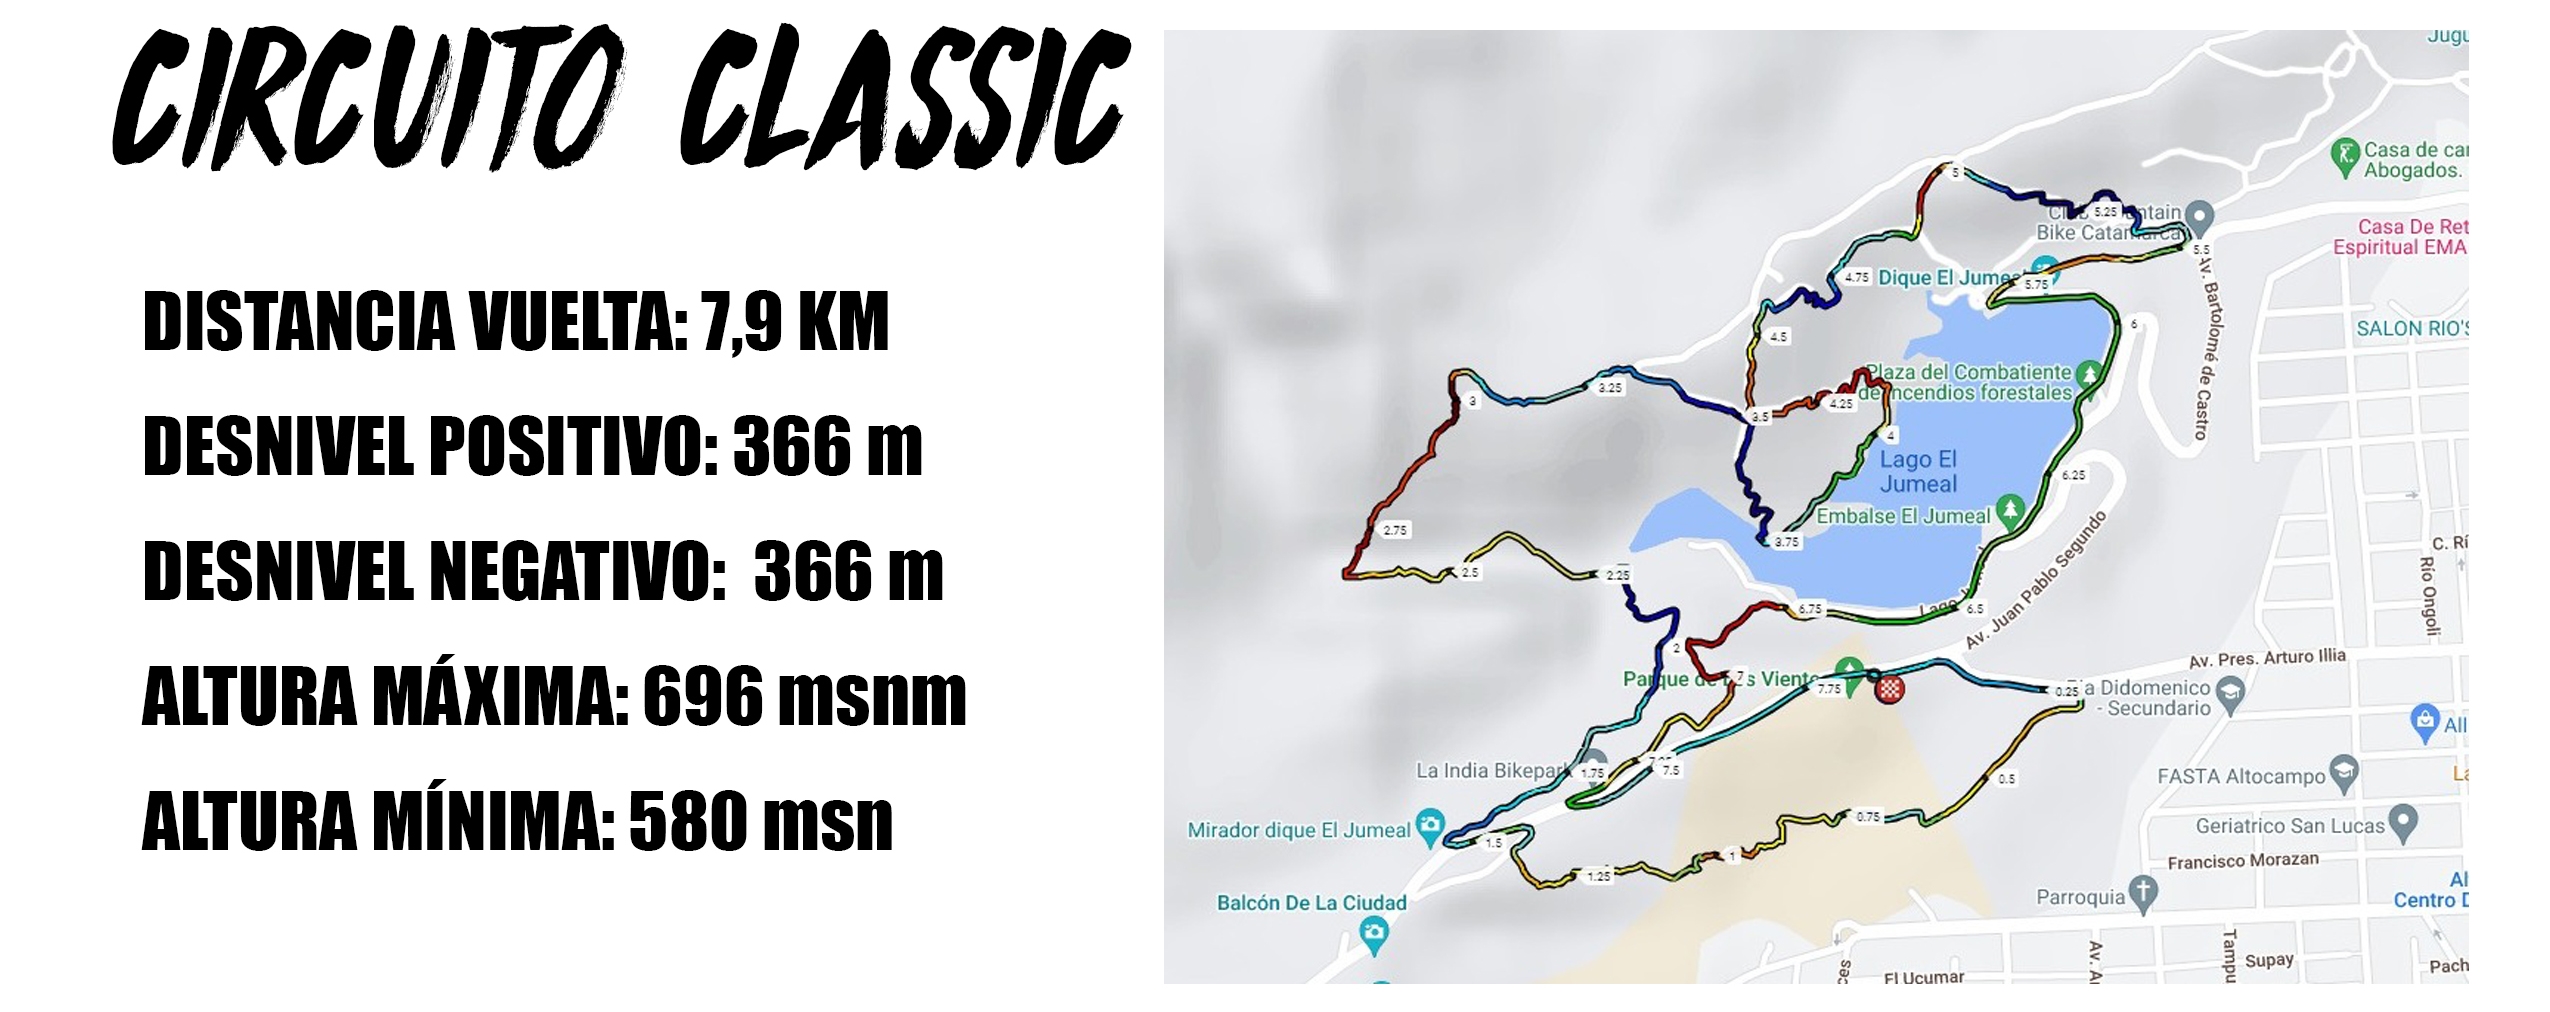 CIRCUITO CLASSIC
DISTANCIA VUELTA: 7,9 KM
DESNIVEL POSITIVO: 366 m
DESNIVEL NEGATIVO: 366 m
ALTURA MÁXIMA: 696 msnm
ALTURA MÍNIMA: 580 msn
Jugu
Casa de car
Abogados.
5
5.25
ntain
Bike Catamarca
Casa De Ret
Espiritual EMA
5.5
4.75
Dique El Jumeal
5.75
Av. Bartolomé de Castro
6
SALON RIO'S
4.5
Plaza del Combatiente
de incendios forestales
3.25
3
3.5
4.25
4
Lago El
Jumeal
6.25
2.75
Embalse El Jumeal
3.75
Av. Juan Pablo Segundo
C. Rí
Río Ongolí
2.5
2.25
6.75
Lago
6.5
2
Av. Pres. Arturo Illia
Parque de Los Vientos
7
7.75
0.25
ia Didomenico
- Secundario
All
La India Bikepark
1.75
7.5
0.5
FASTA Altocampo
La
Mirador dique El Jumeal
1.5
0.75
Geriatrico San Lucas
1
Francisco Morazan
1.25
Al
Centro D
Balcón De La Ciudad
Parroquia
Av. A
Tampu
Supay
Pach
ces
El Ucumar